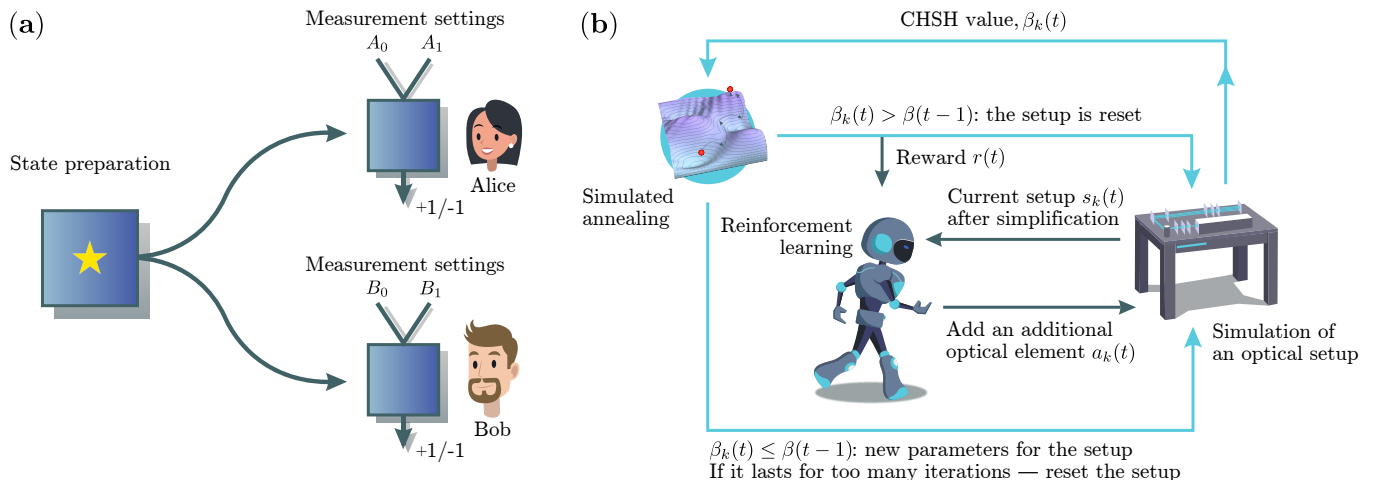 (a)
Measurement settings
A₀ A₁
State preparation
Alice
+1/-1
Measurement settings
B₀ B₁
Bob
+1/-1
(b)
CHSH value, βₖ(t)
βₖ(t) > β(t − 1): the setup is reset
Reward r(t)
Simulated
annealing
Current setup sₖ(t)
after simplification
Reinforcement
learning
Add an additional
optical element aₖ(t)
Simulation of
an optical setup
βₖ(t) ≤ β(t − 1): new parameters for the setup
If it lasts for too many iterations — reset the setup